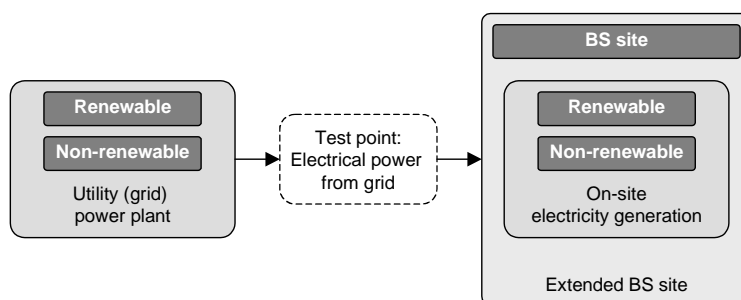 Renewable
Non-renewable
Utility (grid)
power plant
Test point:
Electrical power
from grid
BS site
Renewable
Non-renewable
On-site
electricity generation
Extended BS site